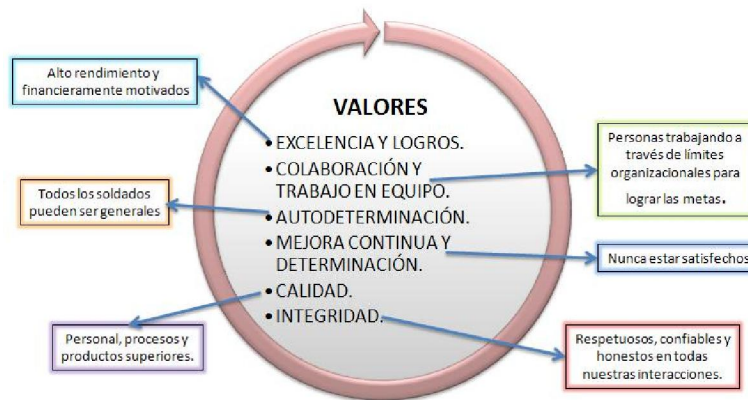 Alto rendimiento y
financieramente motivados
VALORES
• EXCELENCIA Y LOGROS.
• COLABORACIÓN Y
TRABAJO EN EQUIPO.
• AUTODETERMINACIÓN.
• MEJORA CONTINUA Y
DETERMINACIÓN.
• CALIDAD.
• INTEGRIDAD.
Personas trabajando a
través de límites
organizacionales para
lograr las metas.
Todos los soldados
pueden ser generales
Nunca estar satisfechos
Personal, procesos y
productos superiores.
Respetuosos, confiables y
honestos en todas
nuestras interacciones.